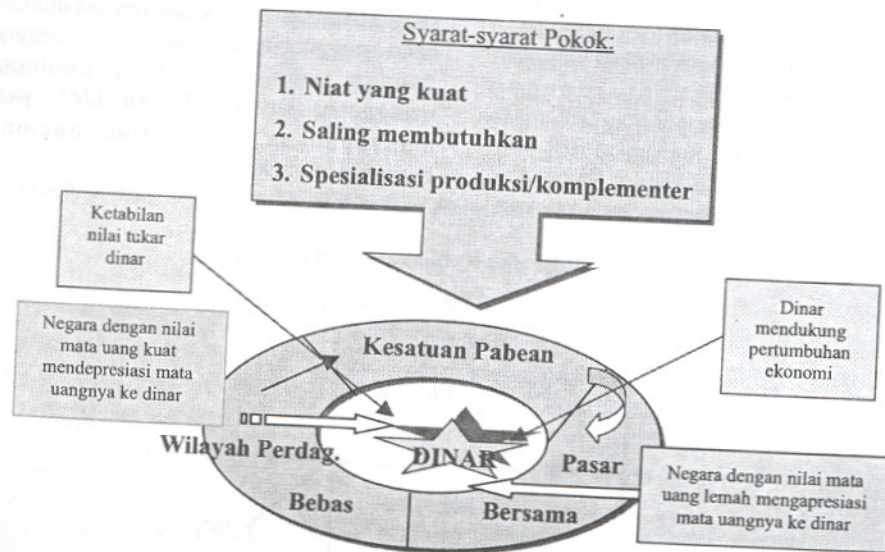 Syarat-syarat Pokok:
1. Niat yang kuat
2. Saling membutuhkan
3. Spesialisasi produksi/komplementer
Ketabilan
nilai tukar
dinar
Negara dengan nilai
mata uang kuat
mendepresiasi mata
uangnya ke dinar
Dinar
mendukung
pertumbuhan
ekonomi
Kesatuan Pabean
Wilayah Perdag.
Bebas
DINAR
Pasar
Bersama
Negara dengan nilai mata
uang lemah mengapresiasi
mata uangnya ke dinar